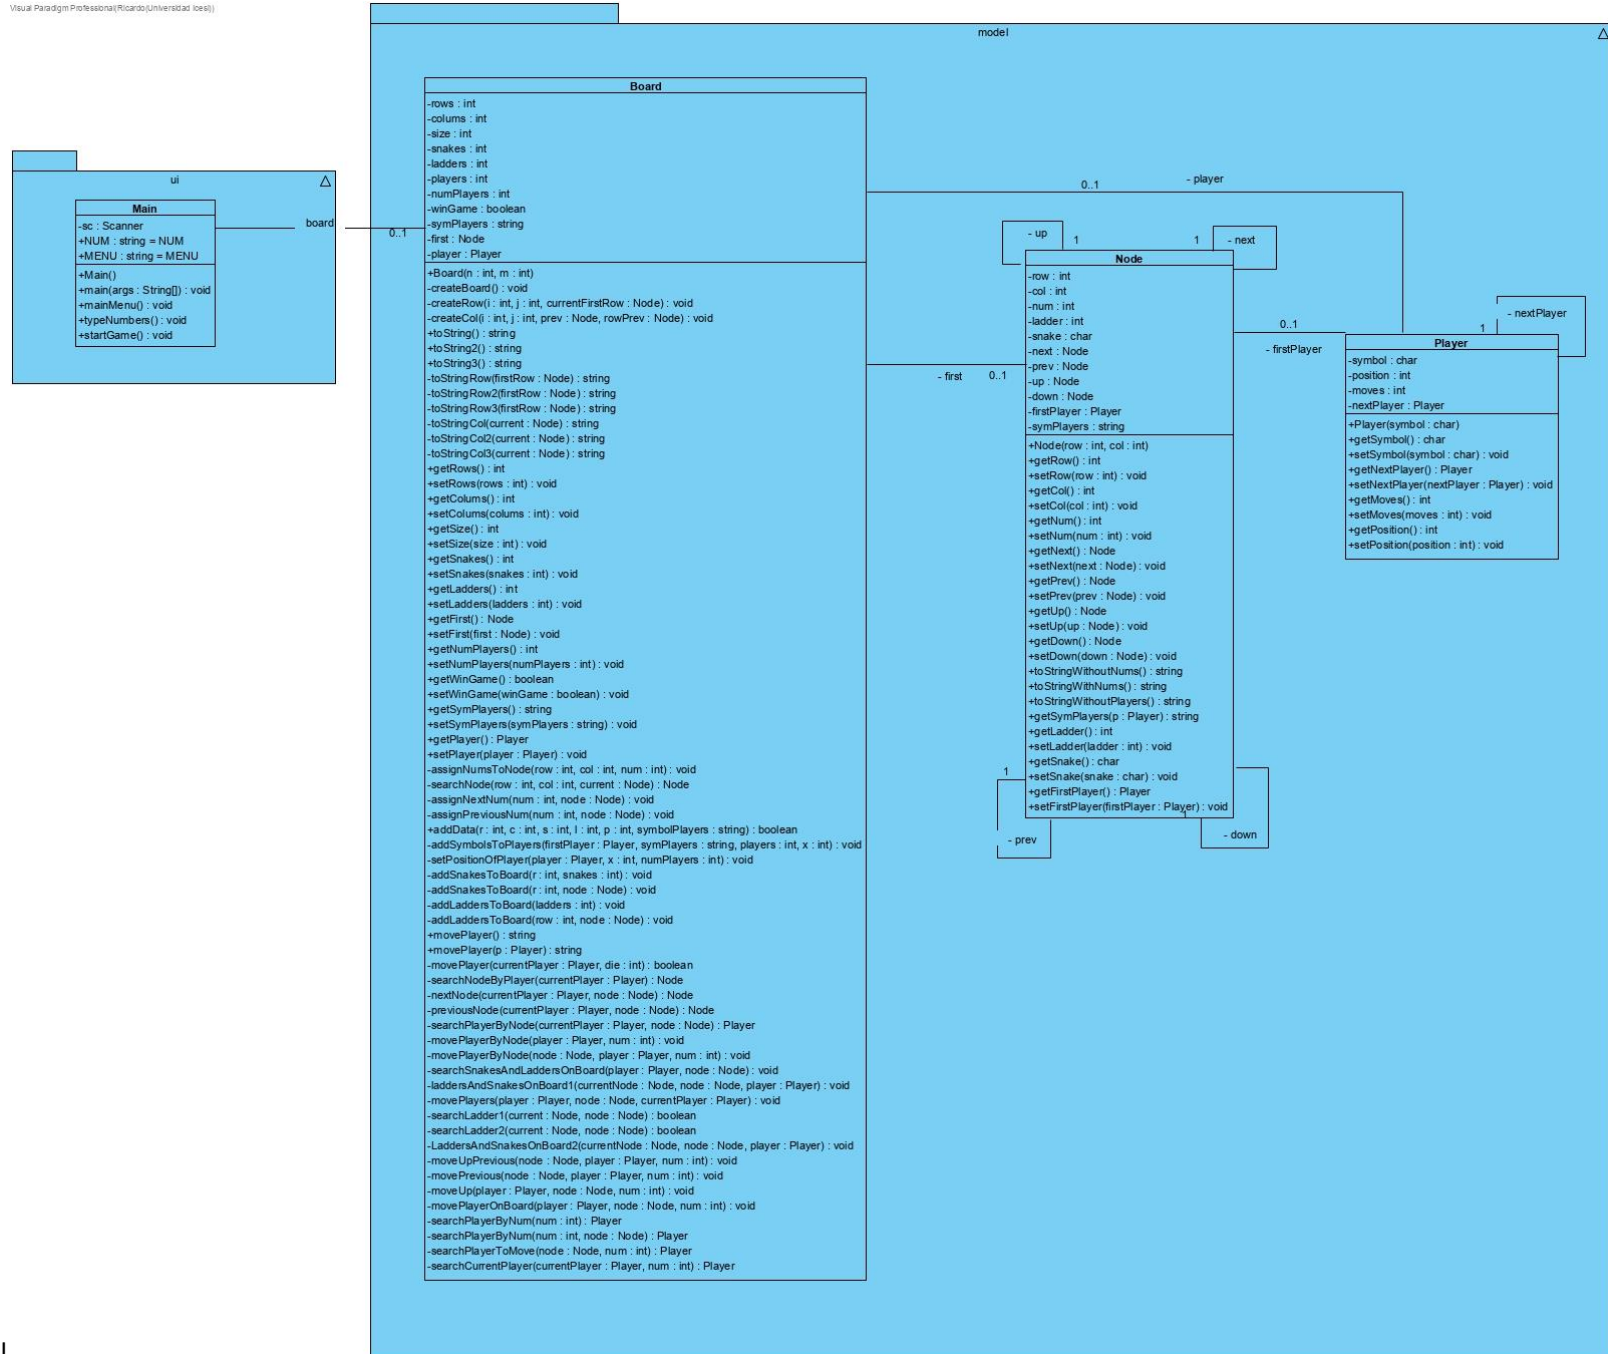 Visual Paradigm Professional(Ricardo(Universidad Icesi))
model
ui
Main
-sc : Scanner
+NUM : string = NUM
+MENU : string = MENU
+Main()
+main(args : String[]) : void
+mainMenu() : void
+typeNumbers() : void
+startGame() : void
board
0..1
Board
-rows : int
-colums : int
-size : int
-snakes : int
-ladders : int
-players : int
-numPlayers : int
-winGame : boolean
-symPlayers : string
-first : Node
-player : Player
+Board(n : int, m : int)
-createBoard() : void
-createRow(i : int, j : int, currentFirstRow : Node) : void
-createCol(i : int, j : int, prev : Node, rowPrev : Node) : void
+toString() : string
+toString2() : string
+toString3() : string
-toStringRow(firstRow : Node) : string
-toStringRow2(firstRow : Node) : string
-toStringRow3(firstRow : Node) : string
-toStringCol(current : Node) : string
-toStringCol2(current : Node) : string
-toStringCol3(current : Node) : string
+getRows() : int
+setRows(rows : int) : void
+getColums() : int
+setColums(colums : int) : void
+getSize() : int
+setSize(size : int) : void
+getSnakes() : int
+setSnakes(snakes : int) : void
+getLadders() : int
+setLadders(ladders : int) : void
+getFirst() : Node
+setFirst(first : Node) : void
+getNumPlayers() : int
+setNumPlayers(numPlayers : int) : void
+getWinGame() : boolean
+setWinGame(winGame : boolean) : void
+getSymPlayers() : string
+setSymPlayers(symPlayers : string) : void
+getPlayer() : Player
+setPlayer(player : Player) : void
-assignNumsToNode(row : int, col : int, num : int) : void
-searchNode(row : int, col : int, current : Node) : Node
-assignNextNum(num : int, node : Node) : void
-assignPreviousNum(num : int, node : Node) : void
+addData(r : int, c : int, s : int, l : int, p : int, symbolPlayers : string) : boolean
-addSymbolsToPlayers(firstPlayer : Player, symPlayers : string, players : int, x : int) : void
-setPositionOfPlayer(player : Player, x : int, numPlayers : int) : void
-addSnakesToBoard(r : int, snakes : int) : void
-addSnakesToBoard(r : int, node : Node) : void
-addLaddersToBoard(ladders : int) : void
-addLaddersToBoard(row : int, node : Node) : void
+movePlayer() : string
+movePlayer(p : Player) : string
-movePlayer(currentPlayer : Player, die : int) : boolean
-searchNodeByPlayer(currentPlayer : Player) : Node
-nextNode(currentPlayer : Player, node : Node) : Node
-previousNode(currentPlayer : Player, node : Node) : Node
-searchPlayerByNode(currentPlayer : Player, node : Node) : Player
-movePlayerByNode(player : Player, num : int) : void
-movePlayerByNode(node : Node, player : Player, num : int) : void
-searchSnakesAndLaddersOnBoard(player : Player, node : Node) : void
-laddersAndSnakesOnBoard1(currentNode : Node, node : Node, player : Player) : void
-movePlayers(player : Player, node : Node, currentPlayer : Player) : void
-searchLadder1(current : Node, node : Node) : boolean
-searchLadder2(current : Node, node : Node) : boolean
-LaddersAndSnakesOnBoard2(currentNode : Node, node : Node, player : Player) : void
-moveUpPrevious(node : Node, player : Player, num : int) : void
-movePrevious(node : Node, player : Player, num : int) : void
-moveUp(player : Player, node : Node, num : int) : void
-movePlayerOnBoard(player : Player, node : Node, num : int) : void
-searchPlayerByNum(num : int) : Player
-searchPlayerByNum(num : int, node : Node) : Player
-searchPlayerToMove(node : Node, num : int) : Player
-searchCurrentPlayer(currentPlayer : Player, num : int) : Player
0..1
- player
- first
0..1
- up
1
1
- next
Node
-row : int
-col : int
-num : int
-ladder : int
-snake : char
-next : Node
-prev : Node
-up : Node
-down : Node
-firstPlayer : Player
-symPlayers : string
+Node(row : int, col : int)
+getRow() : int
+setRow(row : int) : void
+getCol() : int
+setCol(col : int) : void
+getNum() : int
+setNum(num : int) : void
+getNext() : Node
+setNext(next : Node) : void
+getPrev() : Node
+setPrev(prev : Node) : void
+getUp() : Node
+setUp(up : Node) : void
+getDown() : Node
+setDown(down : Node) : void
+toStringWithoutNums() : string
+toStringWithNums() : string
+toStringWithoutPlayers() : string
+getSymPlayers(p : Player) : string
+getLadder() : int
+setLadder(ladder : int) : void
+getSnake() : char
+setSnake(snake : char) : void
+getFirstPlayer() : Player
+setFirstPlayer(firstPlayer : Player) : void
1
- prev
1
- down
0..1
- firstPlayer
1
- nextPlayer
Player
-symbol : char
-position : int
-moves : int
-nextPlayer : Player
+Player(symbol : char)
+getSymbol() : char
+setSymbol(symbol : char) : void
+getNextPlayer() : Player
+setNextPlayer(nextPlayer : Player) : void
+getMoves() : int
+setMoves(moves : int) : void
+getPosition() : int
+setPosition(position : int) : void